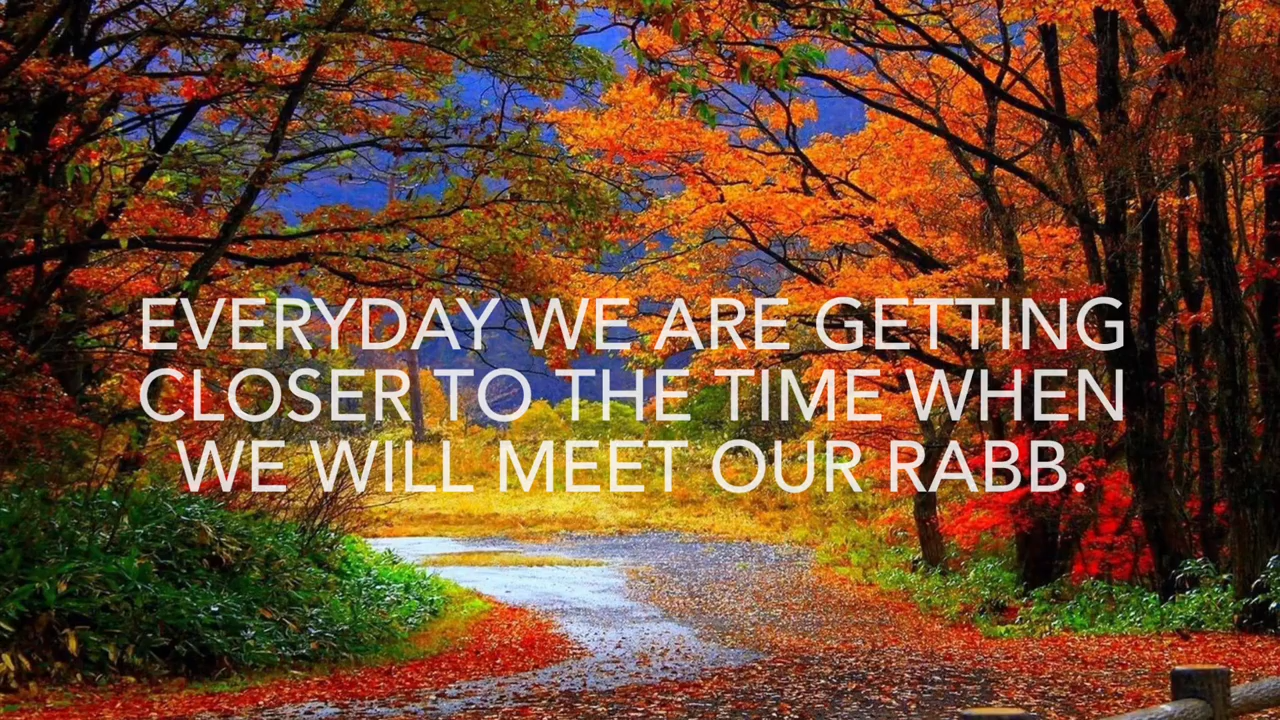 EVERYDAY WE ARE GETTING
CLOSER TO THE TIME WHEN
WE WILL MEET OUR RABB.